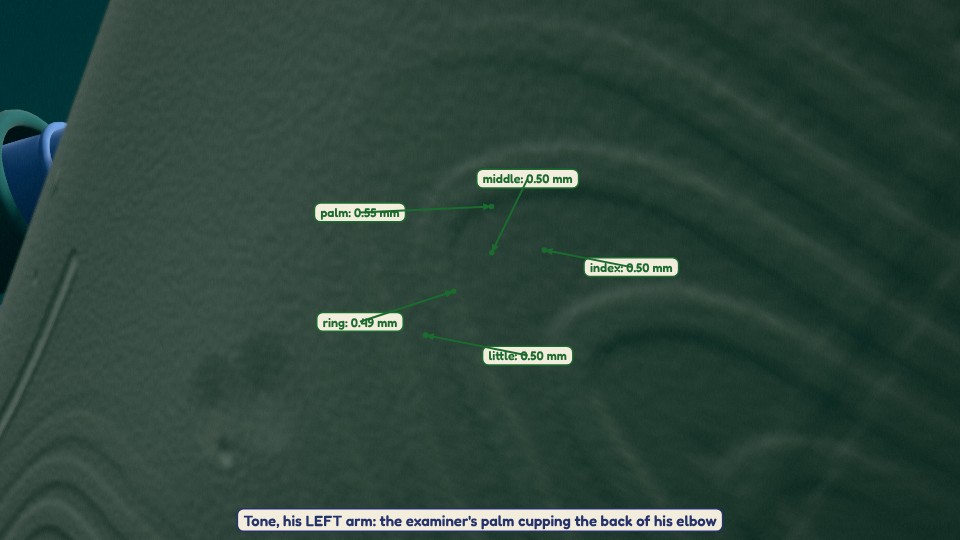 middle: 0.50 mm
palm: 0.55 mm
index: 0.50 mm
ring: 0.49 mm
little: 0.50 mm
Tone, his LEFT arm: the examiner's palm cupping the back of his elbow